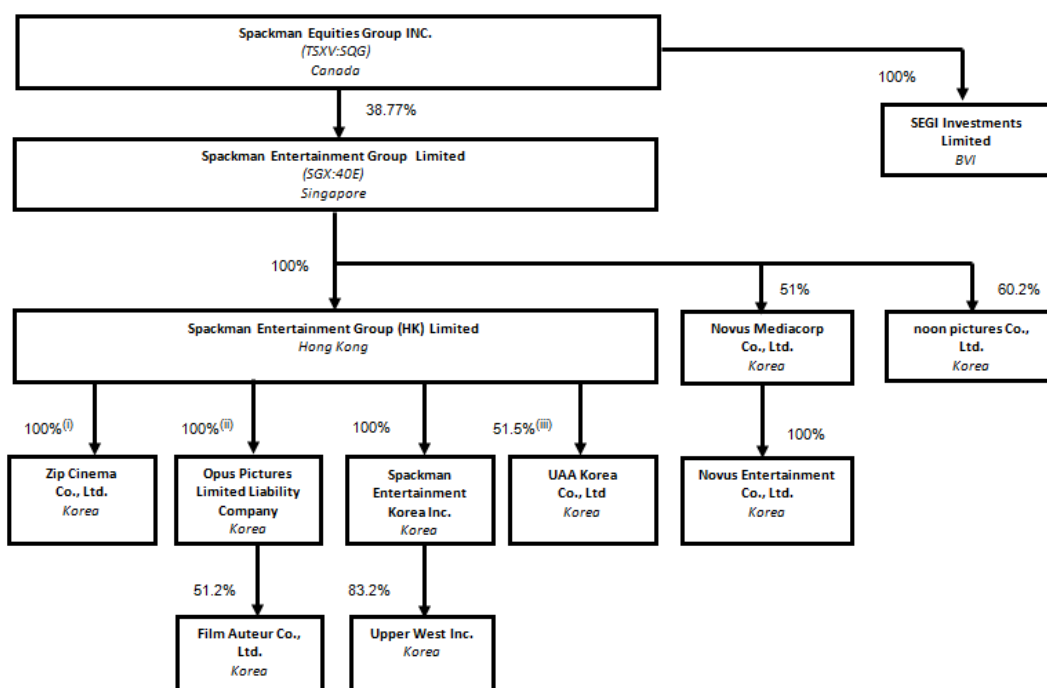 Spackman Equities Group INC.
(TSXV:SQG)
Canada
100%
38.77%
SEGI Investments
Limited
BVI
Spackman Entertainment Group Limited
(SGX:40E)
Singapore
100%
51%
60.2%
Spackman Entertainment Group (HK) Limited
Hong Kong
Novus Mediacorp
Co., Ltd.
Korea
noon pictures Co.,
Ltd.
Korea
100%(i)
100%(ii)
100%
51.5%(iii)
100%
Zip Cinema
Co., Ltd.
Korea
Opus Pictures
Limited Liability
Company
Korea
Spackman
Entertainment
Korea Inc.
Korea
UAA Korea
Co., Ltd
Korea
Novus Entertainment
Co., Ltd.
Korea
51.2%
83.2%
Film Auteur Co.,
Ltd.
Korea
Upper West Inc.
Korea